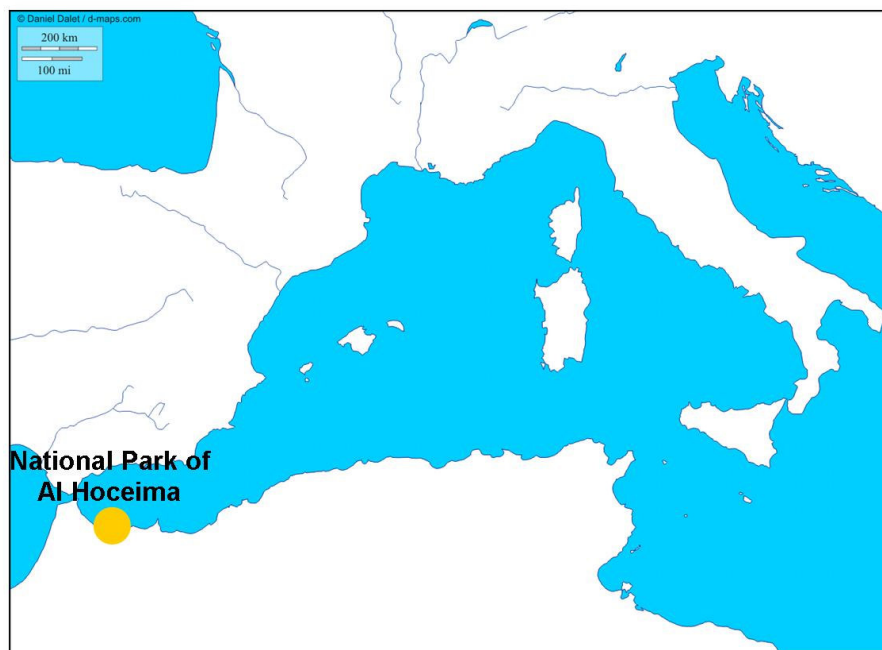 © Daniel Dalet / d-maps.com
200 km
100 mi
National Park of
Al Hoceima